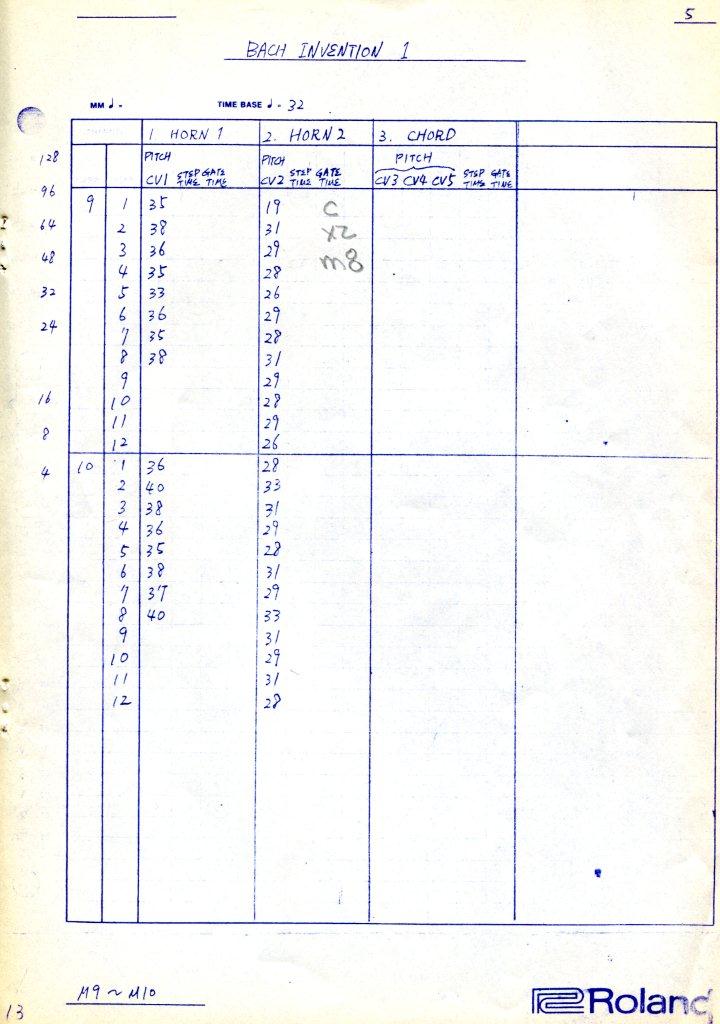 5
BACH INVENTION 1
MM ♩ = TIME BASE ♩ = 32
1. HORN 1 2. HORN 2 3. CHORD
128 PITCH PITCH PITCH
CV1 STEP TIME GATE TIME CV2 STEP TIME GATE TIME CV3 CV4 CV5 STEP TIME GATE TIME
96
9 1 35 19 C
64 2 38 31 X2
3 36 29 m8
48 4 35 28
32 5 33 26
6 36 29
24 7 35 28
8 38 31
9 29
16 10 28
11 29
8 12 26
4 10 1 36 28
2 40 33
3 38 31
4 36 29
5 35 28
6 38 31
7 37 29
8 40 33
9 31
10 29
11 31
12 28
M9 ~ M10
13
Roland